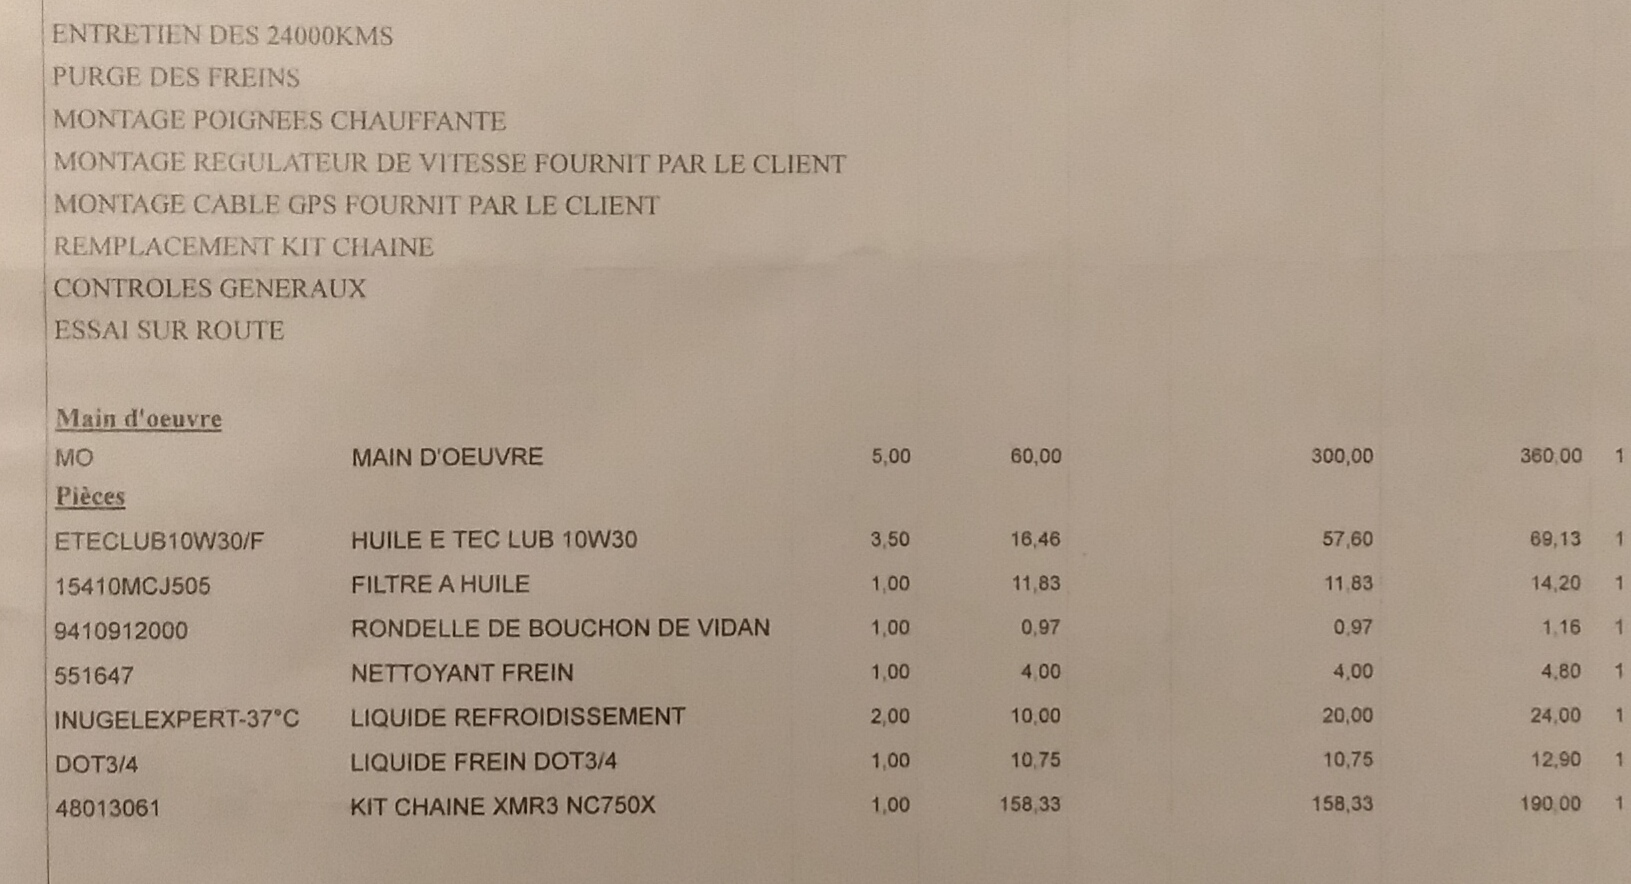 ENTRETIEN DES 24000KMS
PURGE DES FREINS
MONTAGE POIGNEES CHAUFFANTE
MONTAGE REGULATEUR DE VITESSE FOURNIT PAR LE CLIENT
MONTAGE CABLE GPS FOURNIT PAR LE CLIENT
REMPLACEMENT KIT CHAINE
CONTROLES GENERAUX
ESSAI SUR ROUTE
Main d'oeuvre
MO MAIN D'OEUVRE 5,00 60,00 300,00 360,00 1
Pièces
ETECLUB10W30/F HUILE E TEC LUB 10W30 3,50 16,46 57,60 69,13 1
15410MCJ505 FILTRE A HUILE 1,00 11,83 11,83 14,20 1
9410912000 RONDELLE DE BOUCHON DE VIDAN 1,00 0,97 0,97 1,16 1
551647 NETTOYANT FREIN 1,00 4,00 4,00 4,80 1
INUGELEXPERT-37°C LIQUIDE REFROIDISSEMENT 2,00 10,00 20,00 24,00 1
DOT3/4 LIQUIDE FREIN DOT3/4 1,00 10,75 10,75 12,90 1
48013061 KIT CHAINE XMR3 NC750X 1,00 158,33 158,33 190,00 1